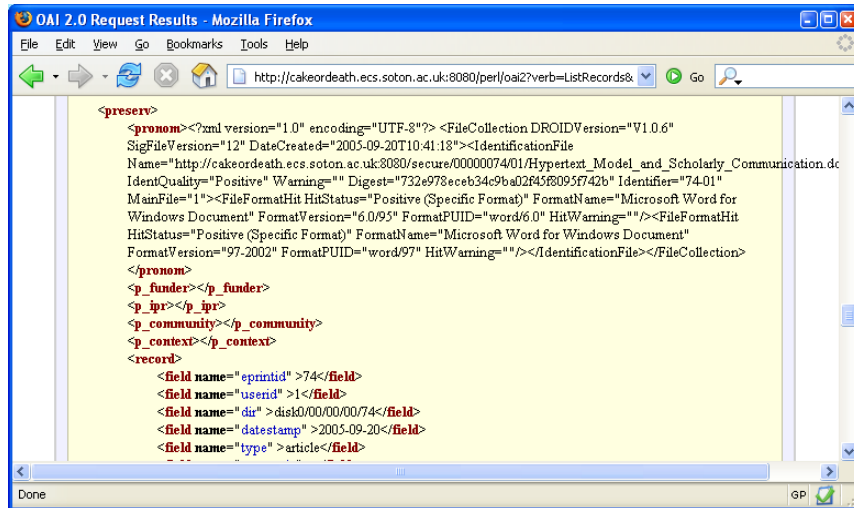 OAI 2.0 Request Results - Mozilla Firefox
File Edit View Go Bookmarks Tools Help
http://cakeordeath.ecs.soton.ac.uk:8080/perl/oai2?verb=ListRecords& Go
<preserv>
<pronom><?xml version="1.0" encoding="UTF-8"?> <FileCollection DROIDVersion="V1.0.6"
SigFileVersion="12" DateCreated="2005-09-20T10:41:18"><IdentificationFile
Name="http://cakeordeath.ecs.soton.ac.uk:8080/secure/00000074/01/Hypertext_Model_and_Scholarly_Communication.do
IdentQuality="Positive" Warning="" Digest="732e978eceb34c9ba02f45f8095f742b" Identifier="74-01"
MainFile="1"><FileFormatHit HitStatus="Positive (Specific Format)" FormatName="Microsoft Word for
Windows Document" FormatVersion="6.0/95" FormatPUID="word/6.0" HitWarning=""/><FileFormatHit
HitStatus="Positive (Specific Format)" FormatName="Microsoft Word for Windows Document"
FormatVersion="97-2002" FormatPUID="word/97" HitWarning=""/></IdentificationFile></FileCollection>
</pronom>
<p_funder></p_funder>
<p_ipr></p_ipr>
<p_community></p_community>
<p_context></p_context>
<record>
<field name="eprintid" >74</field>
<field name="userid" >1</field>
<field name="dir" >disk0/00/00/00/74</field>
<field name="datestamp" >2005-09-20</field>
<field name="type" >article</field>
Done GP